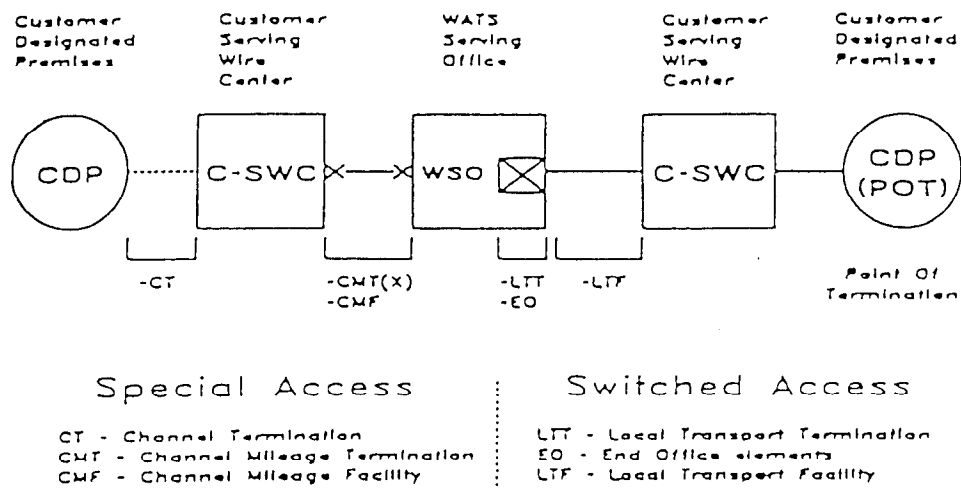 Customer Designated Premises
Customer Serving Wire Center
WATS Serving Office
Customer Serving Wire Center
Customer Designated Premises
CDP
C-SWC
WSO
C-SWC
CDP (POT)
-CT
-CMT(X)
-CMF
-LTT
-EO
-LTF
Point Of Termination
Special Access
CT - Channel Termination
CMT - Channel Mileage Termination
CMF - Channel Mileage Facility
Switched Access
LTT - Local Transport Termination
EO - End Office elements
LTF - Local Transport Facility